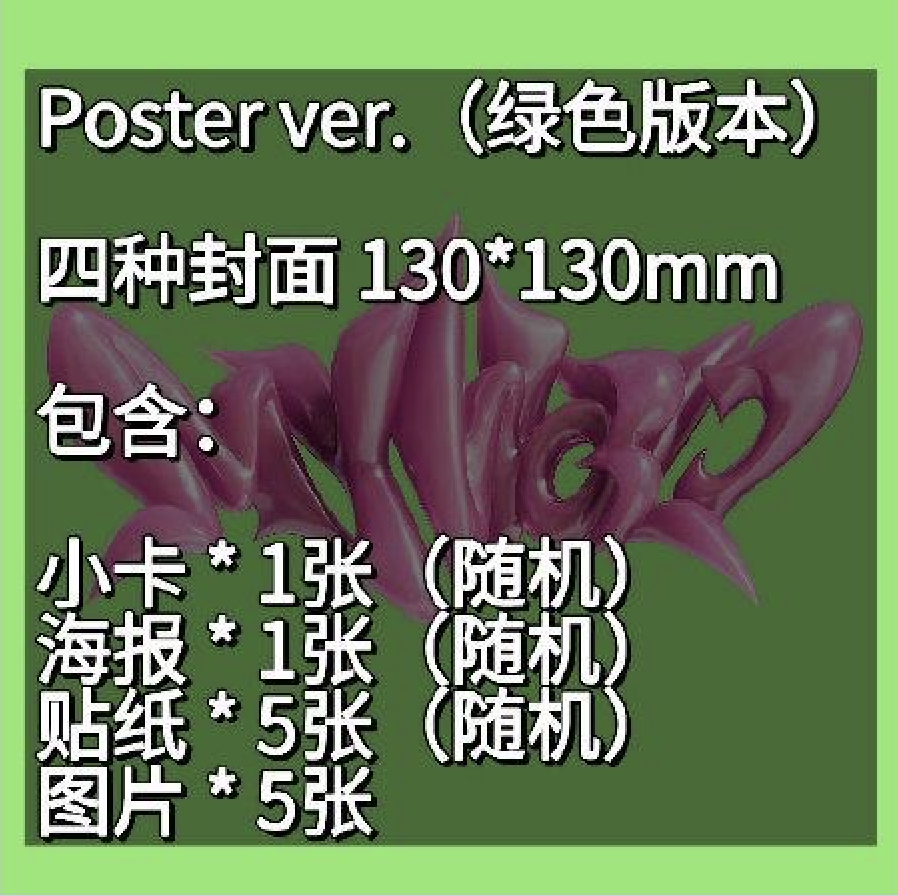 Poster ver.（绿色版本）
四种封面 130*130mm
包含：
小卡 * 1张 （随机）
海报 * 1张 （随机）
贴纸 * 5张 （随机）
图片 * 5张